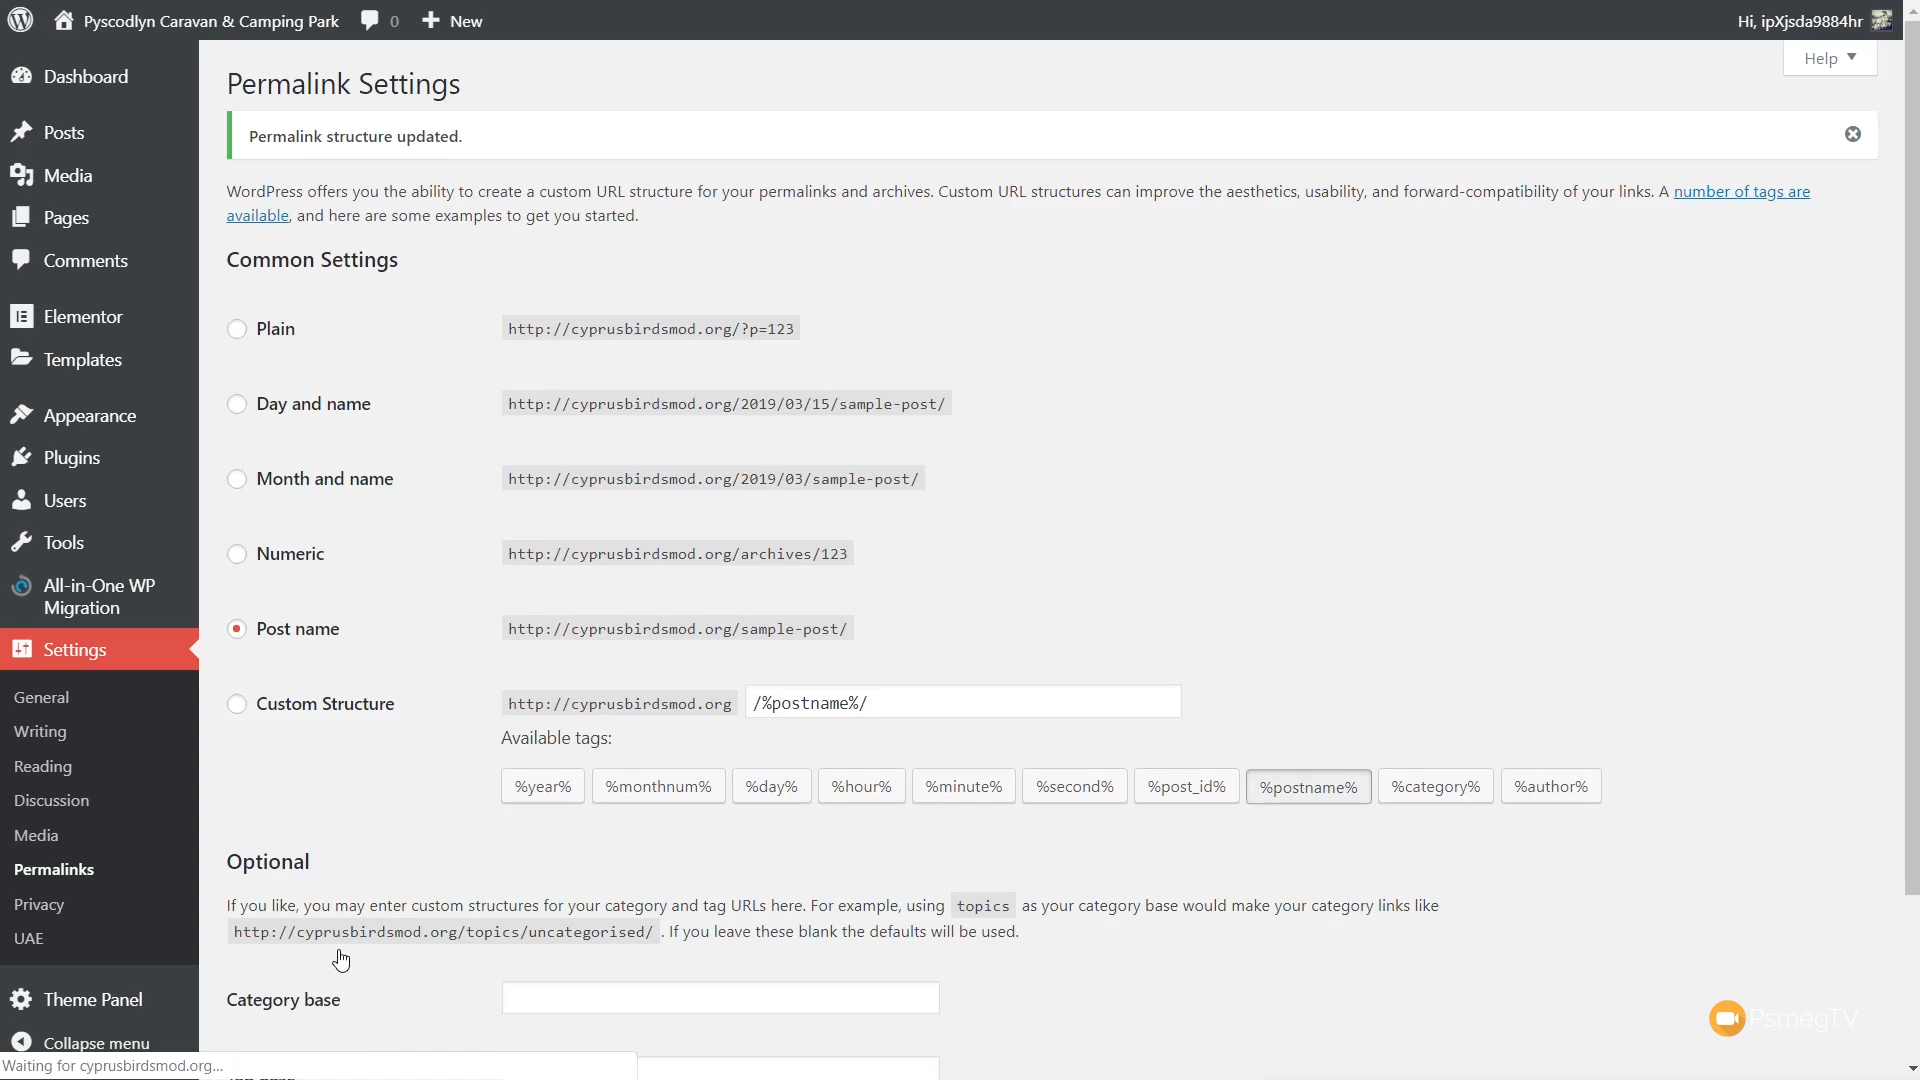 Pyscodlyn Caravan & Camping Park 0 New Hi, ipXjsda9884hr
Help
Dashboard
Posts
Media
Pages
Comments
Elementor
Templates
Appearance
Plugins
Users
Tools
All-in-One WP
Migration
Settings
General
Writing
Reading
Discussion
Media
Permalinks
Privacy
UAE
Theme Panel
Collapse menu
Permalink Settings
Permalink structure updated.
WordPress offers you the ability to create a custom URL structure for your permalinks and archives. Custom URL structures can improve the aesthetics, usability, and forward-compatibility of your links. A number of tags are
available, and here are some examples to get you started.
Common Settings
Plain http://cyprusbirdsmod.org/?p=123
Day and name http://cyprusbirdsmod.org/2019/03/15/sample-post/
Month and name http://cyprusbirdsmod.org/2019/03/sample-post/
Numeric http://cyprusbirdsmod.org/archives/123
Post name http://cyprusbirdsmod.org/sample-post/
Custom Structure http://cyprusbirdsmod.org /%postname%/
Available tags:
%year% %monthnum% %day% %hour% %minute% %second% %post_id% %postname% %category% %author%
Optional
If you like, you may enter custom structures for your category and tag URLs here. For example, using topics as your category base would make your category links like
http://cyprusbirdsmod.org/topics/uncategorised/ . If you leave these blank the defaults will be used.
Category base
PsmegTV
Waiting for cyprusbirdsmod.org...